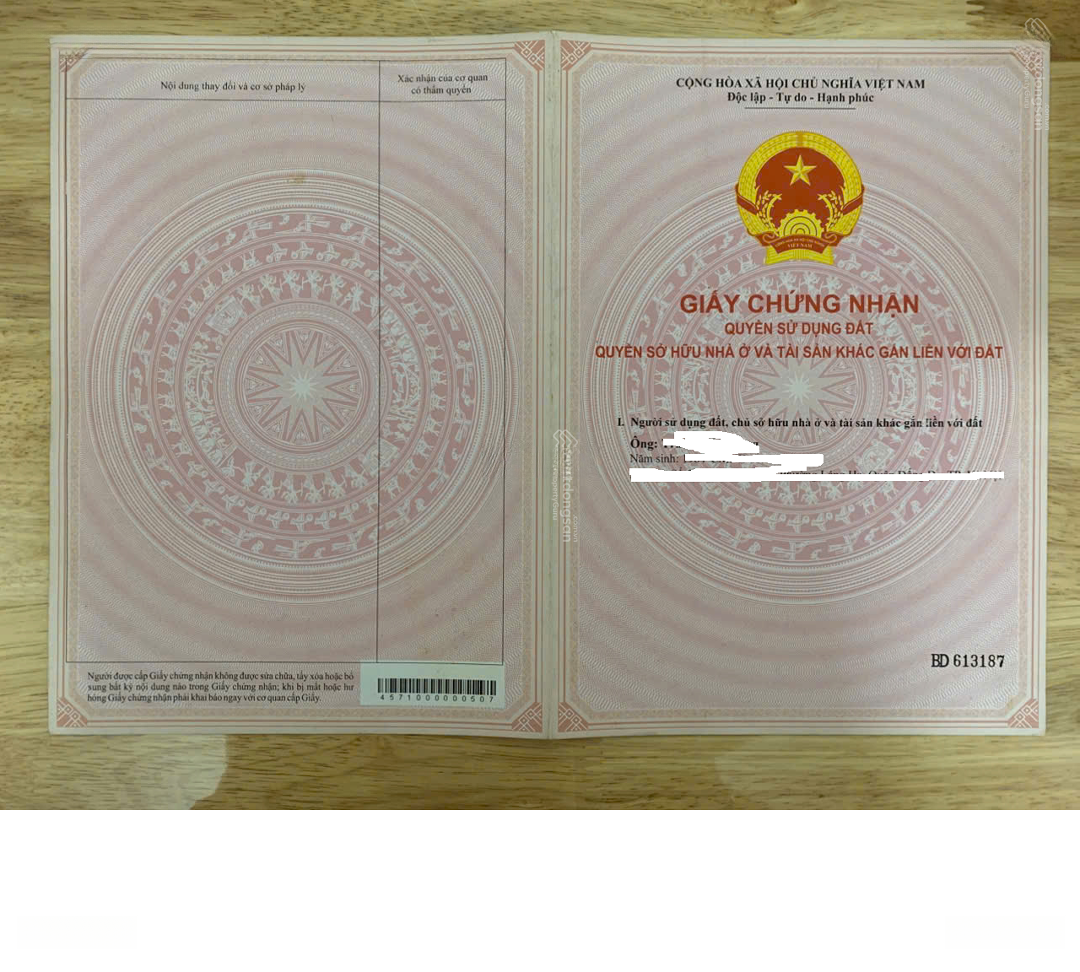 Nội dung thay đổi và cơ sở pháp lý
Xác nhận của cơ quan
có thẩm quyền
Người được cấp Giấy chứng nhận không được sửa chữa, tẩy xóa hoặc bổ
sung bất kỳ nội dung nào trong Giấy chứng nhận; khi bị mất hoặc hư
hỏng Giấy chứng nhận phải khai báo ngay với cơ quan cấp Giấy.
4571000000507
CỘNG HÒA XÃ HỘI CHỦ NGHĨA VIỆT NAM
Độc lập - Tự do - Hạnh phúc
VIỆT NAM
GIẤY CHỨNG NHẬN
QUYỀN SỬ DỤNG ĐẤT
QUYỀN SỞ HỮU NHÀ Ở VÀ TÀI SẢN KHÁC GẮN LIỀN VỚI ĐẤT
I. Người sử dụng đất, chủ sở hữu nhà ở và tài sản khác gắn liền với đất
Ông:
Năm sinh:
BD 613187
batdongsan